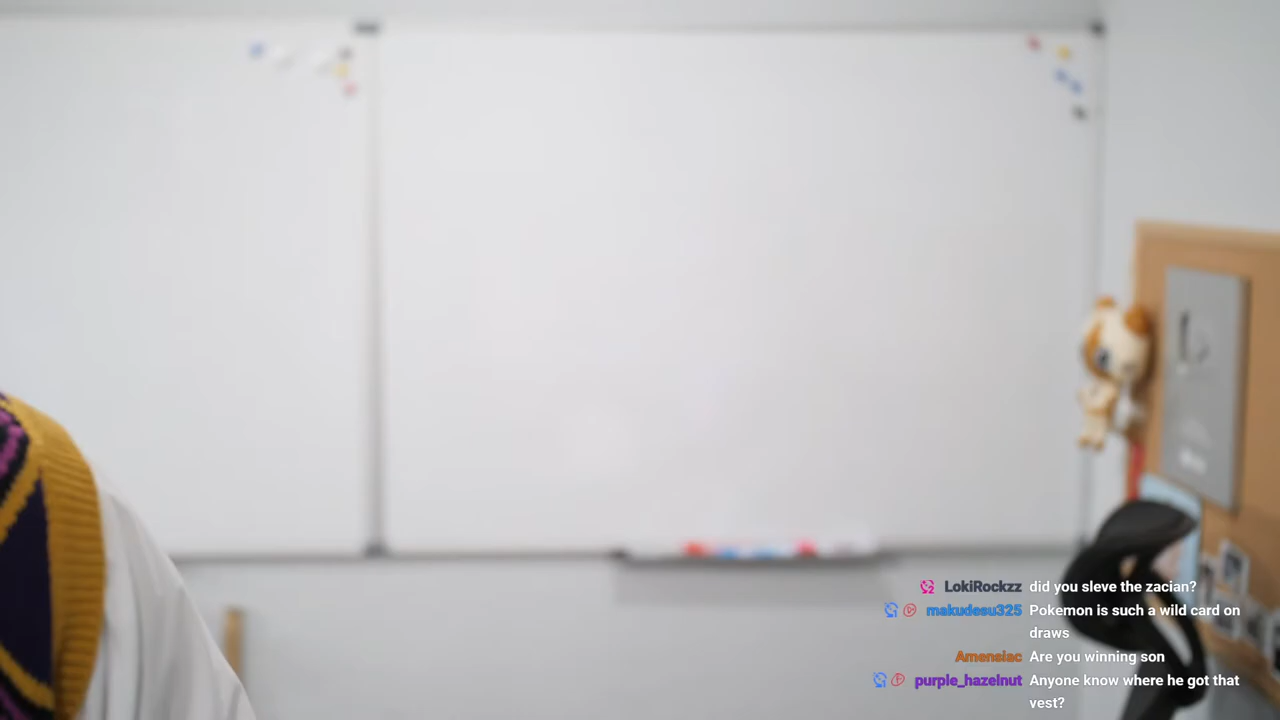 LokiRockzz did you sleve the zacian?
makudesu325 Pokemon is such a wild card on
draws
Amensiac Are you winning son
purple_hazelnut Anyone know where he got that
vest?